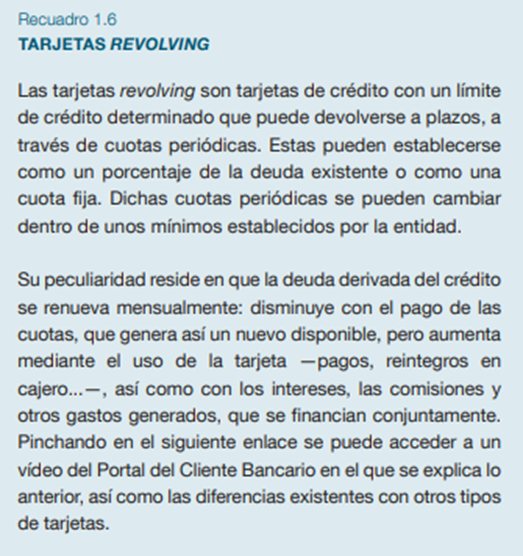 Recuadro 1.6
TARJETAS REVOLVING
Las tarjetas revolving son tarjetas de crédito con un límite
de crédito determinado que puede devolverse a plazos, a
través de cuotas periódicas. Estas pueden establecerse
como un porcentaje de la deuda existente o como una
cuota fija. Dichas cuotas periódicas se pueden cambiar
dentro de unos mínimos establecidos por la entidad.
Su peculiaridad reside en que la deuda derivada del crédito
se renueva mensualmente: disminuye con el pago de las
cuotas, que genera así un nuevo disponible, pero aumenta
mediante el uso de la tarjeta —pagos, reintegros en
cajero...—, así como con los intereses, las comisiones y
otros gastos generados, que se financian conjuntamente.
Pinchando en el siguiente enlace se puede acceder a un
vídeo del Portal del Cliente Bancario en el que se explica lo
anterior, así como las diferencias existentes con otros tipos
de tarjetas.